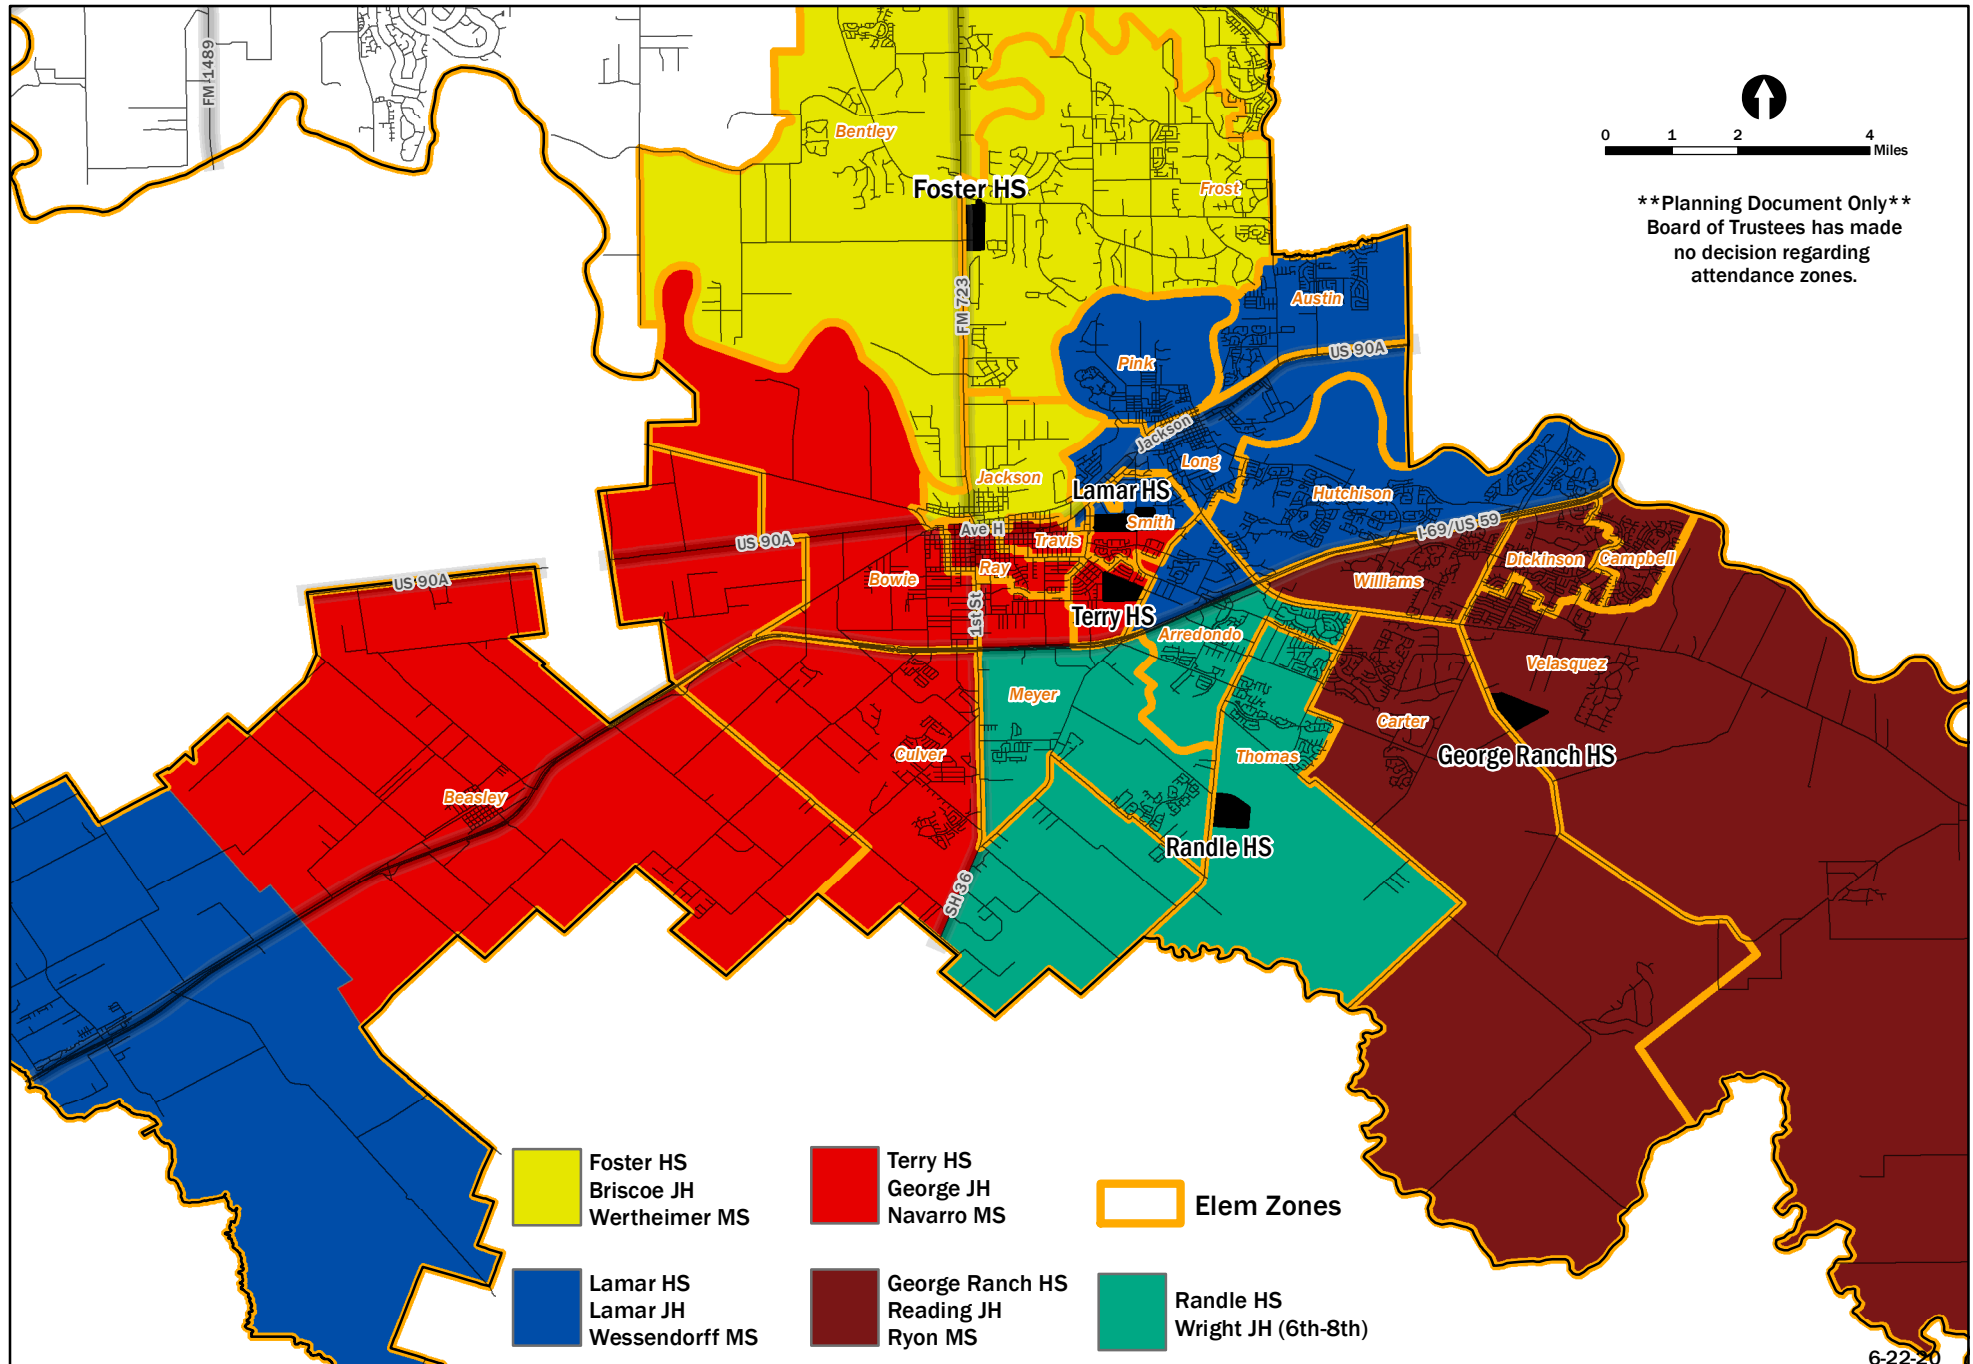 FM 1489
0 1 2 4
Miles
**Planning Document Only**
Board of Trustees has made
no decision regarding
attendance zones.
Bentley
Foster HS
Frost
FM 723
Austin
US 90A
Pink
Jackson
Long
Jackson
Lamar HS
Hutchison
Smith
I-69/US 59
Ave H
Travis
US 90A
Ray
Bowie
Dickinson
Campbell
Williams
US 90A
1st St
Terry HS
Arredondo
Velasquez
Meyer
Carter
Culver
Thomas
George Ranch HS
Beasley
Randle HS
SH 36
Foster HS
Briscoe JH
Wertheimer MS
Terry HS
George JH
Navarro MS
Elem Zones
Lamar HS
Lamar JH
Wessendorff MS
George Ranch HS
Reading JH
Ryon MS
Randle HS
Wright JH (6th-8th)
6-22-20